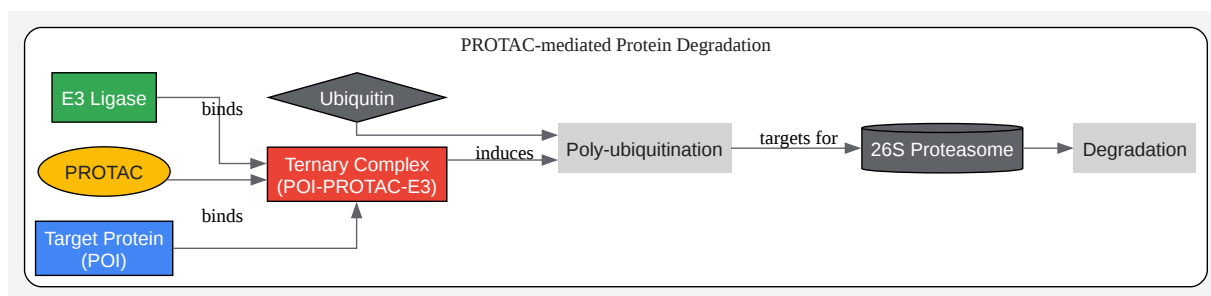 PROTAC-mediated Protein Degradation
E3 Ligase
binds
Ubiquitin
PROTAC
Ternary Complex
(POI-PROTAC-E3)
induces
Poly-ubiquitination
targets for
26S Proteasome
Degradation
binds
Target Protein
(POI)